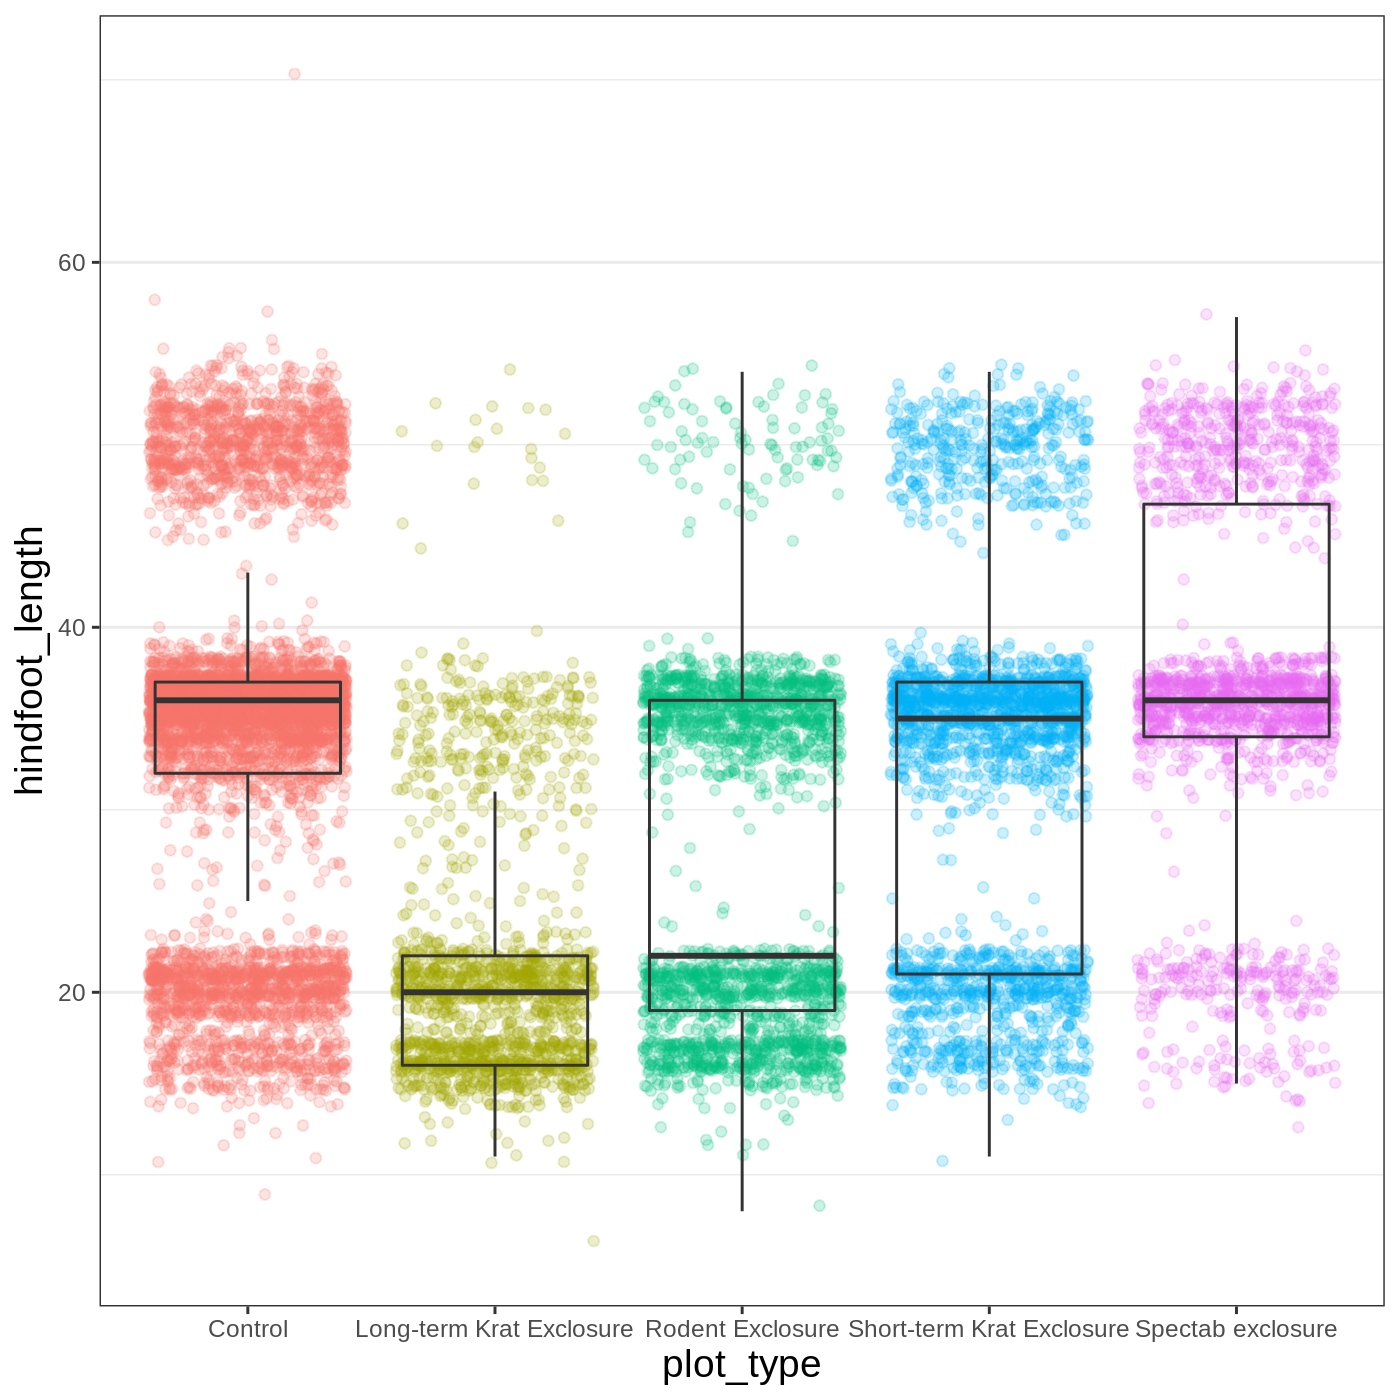 hindfoot_length
60
40
20
Control
Long-term Krat Exclosure
Rodent Exclosure
Short-term Krat Exclosure
Spectab exclosure
plot_type